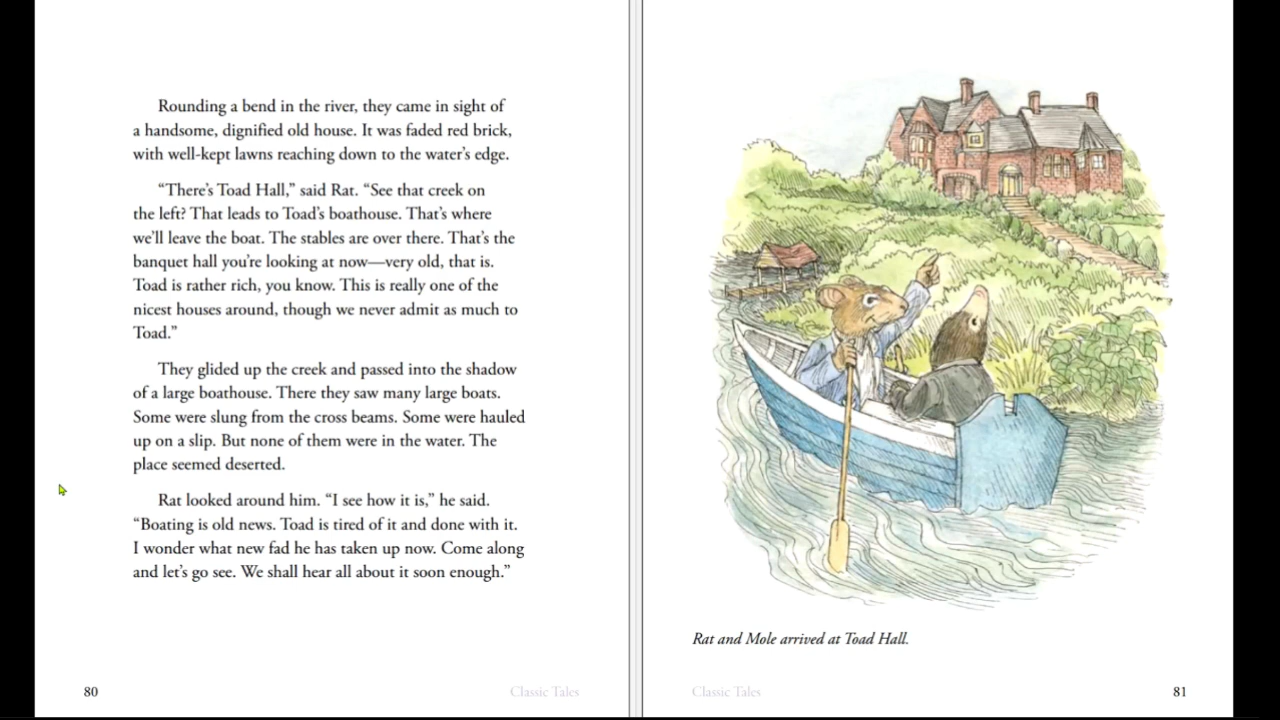 Rounding a bend in the river, they came in sight of
a handsome, dignified old house. It was faded red brick,
with well-kept lawns reaching down to the water’s edge.
“There’s Toad Hall,” said Rat. “See that creek on
the left? That leads to Toad’s boathouse. That’s where
we’ll leave the boat. The stables are over there. That’s the
banquet hall you’re looking at now—very old, that is.
Toad is rather rich, you know. This is really one of the
nicest houses around, though we never admit as much to
Toad.”
They glided up the creek and passed into the shadow
of a large boathouse. There they saw many large boats.
Some were slung from the cross beams. Some were hauled
up on a slip. But none of them were in the water. The
place seemed deserted.
Rat looked around him. “I see how it is,” he said.
“Boating is old news. Toad is tired of it and done with it.
I wonder what new fad he has taken up now. Come along
and let’s go see. We shall hear all about it soon enough.”
80
Classic Tales
Rat and Mole arrived at Toad Hall.
Classic Tales
81